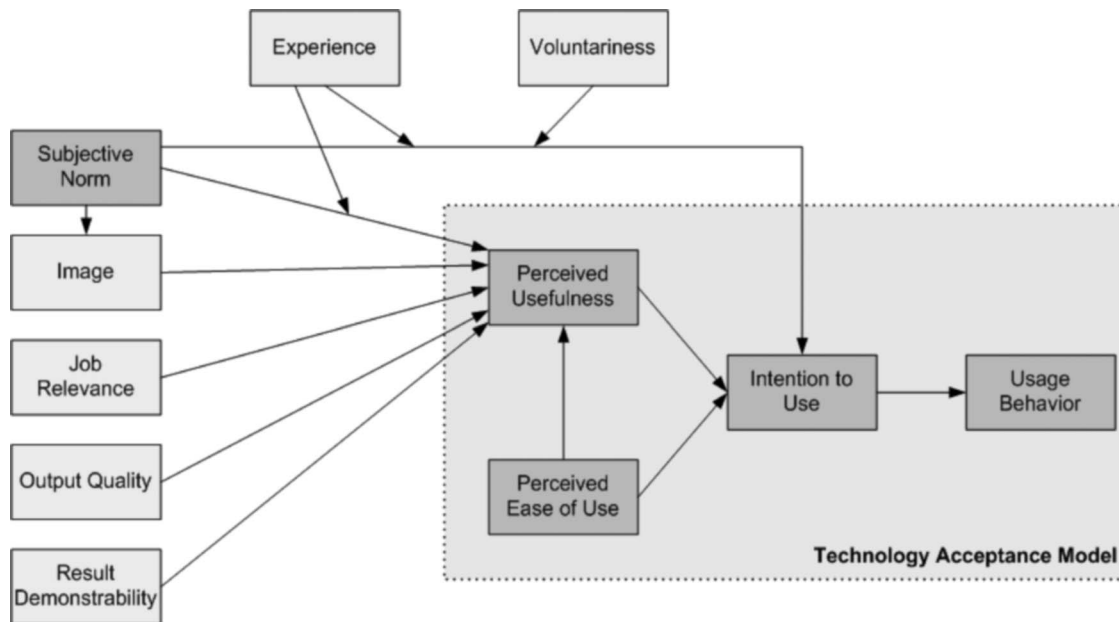 Experience
Voluntariness
Subjective
Norm
Image
Job
Relevance
Output Quality
Result
Demonstrability
Perceived
Usefulness
Perceived
Ease of Use
Intention to
Use
Usage
Behavior
Technology Acceptance Model